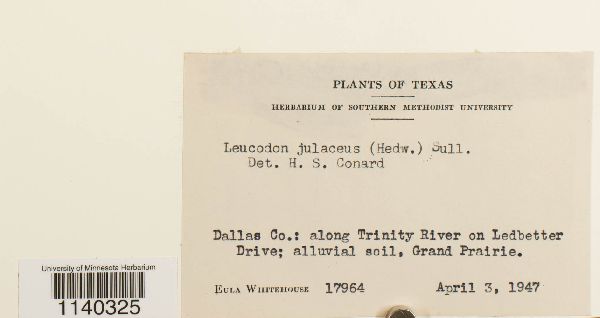 PLANTS OF TEXAS
HERBARIUM OF SOUTHERN METHODIST UNIVERSITY
Leucodon julaceus (Hedw.) Sull.
Det. H. S. Conard
Dallas Co.: along Trinity River on Ledbetter
Drive; alluvial soil, Grand Prairie.
EULA WHITEHOUSE 17964 April 3, 1947
University of Minnesota Herbarium
1140325